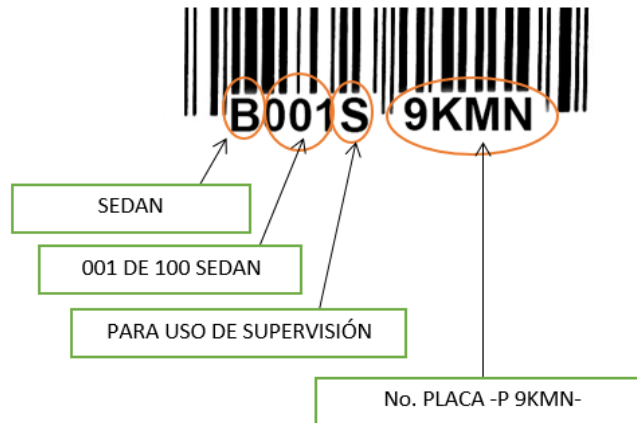 B001S 9KMN
SEDAN
001 DE 100 SEDAN
PARA USO DE SUPERVISIÓN
No. PLACA -P 9KMN-